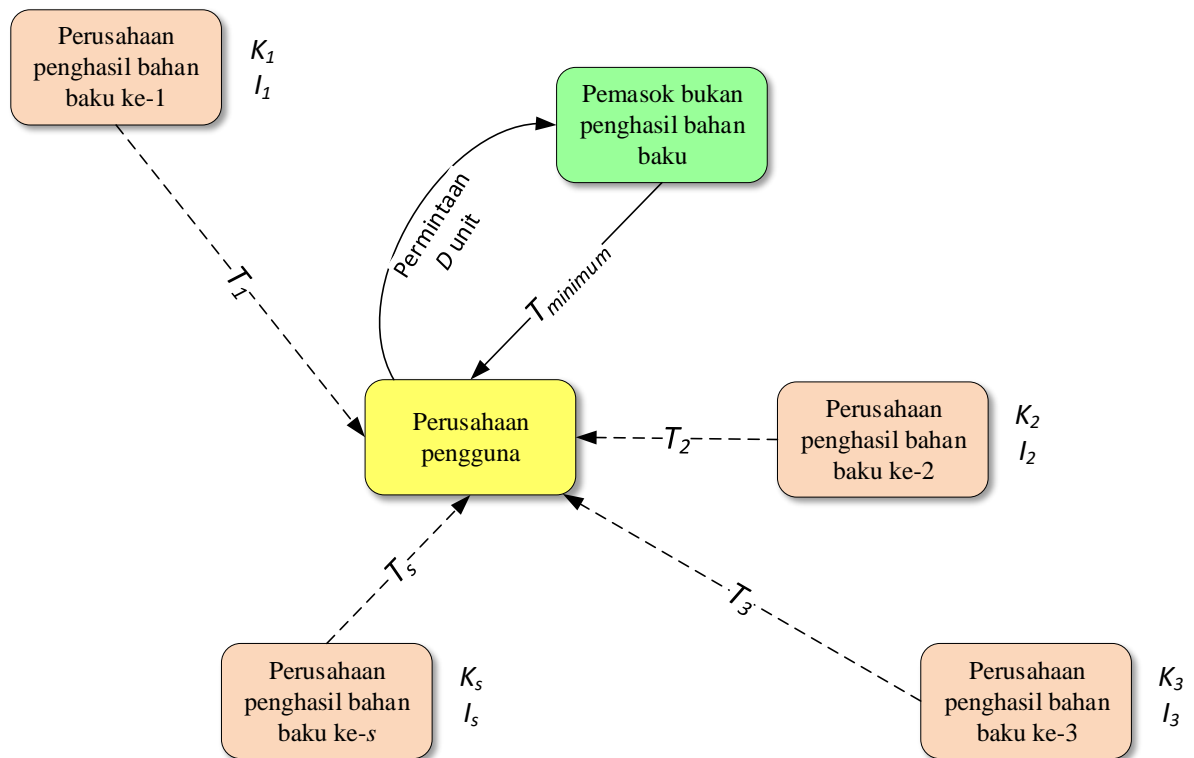 Perusahaan
penghasil bahan
baku ke-1
K1
I1
Pemasok bukan
penghasil bahan
baku
Permintaan
D unit
Tminimum
T1
Perusahaan
pengguna
T2
Perusahaan
penghasil bahan
baku ke-2
K2
I2
Ts
T3
Perusahaan
penghasil bahan
baku ke-s
Ks
Is
Perusahaan
penghasil bahan
baku ke-3
K3
I3